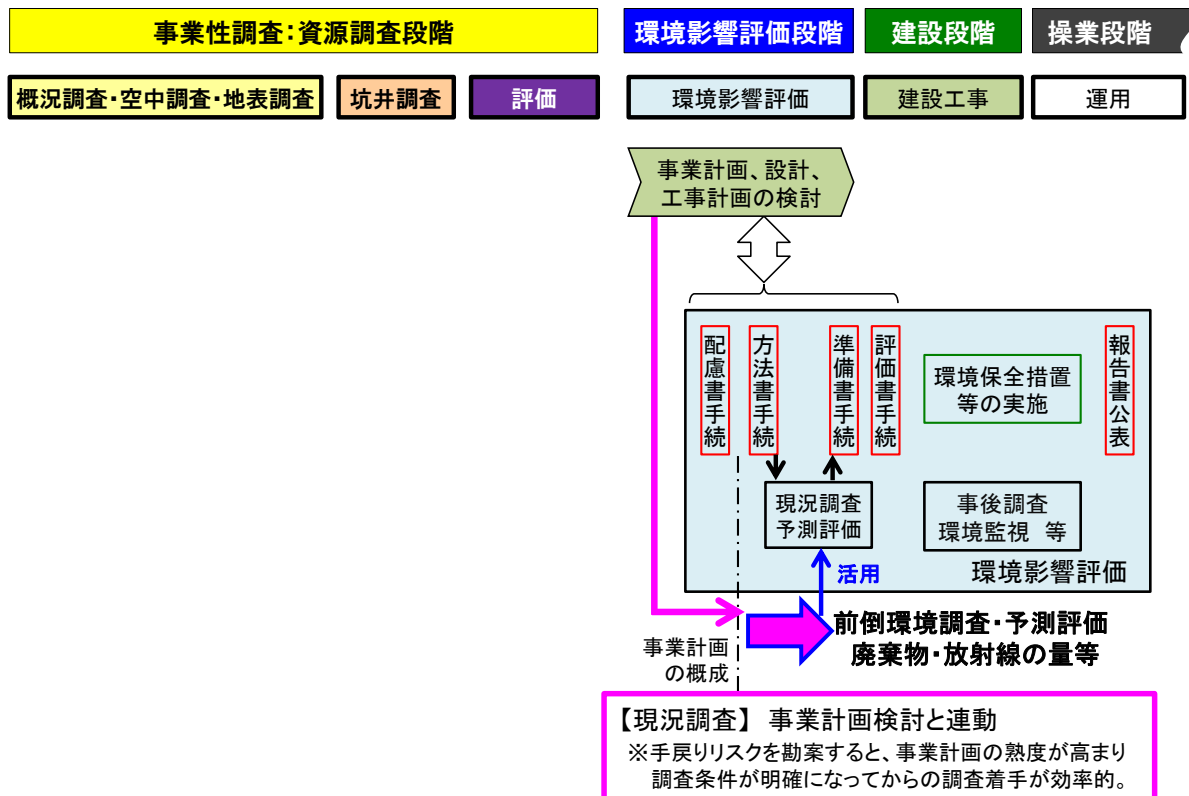 事業性調査:資源調査段階
環境影響評価段階
建設段階
操業段階
概況調査・空中調査・地表調査
坑井調査
評価
環境影響評価
建設工事
運用
事業計画、設計、
工事計画の検討
配慮書手続
方法書手続
準備書手続
評価書手続
環境保全措置
等の実施
報告書公表
現況調査
予測評価
事後調査
環境監視 等
環境影響評価
活用
前倒環境調査・予測評価
廃棄物・放射線の量等
事業計画
の概成
【現況調査】 事業計画検討と連動
※手戻りリスクを勘案すると、事業計画の熟度が高まり
調査条件が明確になってからの調査着手が効率的。